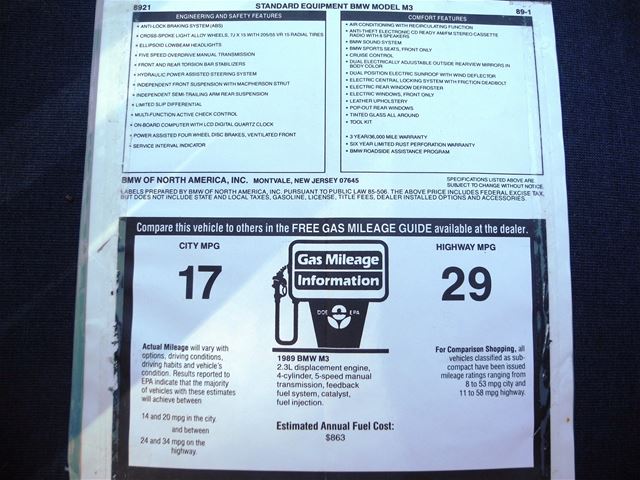 8921 STANDARD EQUIPMENT BMW MODEL M3 89-1
ENGINEERING AND SAFETY FEATURES
• ANTI-LOCK BRAKING SYSTEM (ABS)
• CROSS-SPOKE LIGHT ALLOY WHEELS, 7J X 15 WITH 205/55 VR 15 RADIAL TIRES
• ELLIPSOID LOWBEAM HEADLIGHTS
• FIVE SPEED OVERDRIVE MANUAL TRANSMISSION
• FRONT AND REAR TORSION BAR STABILIZERS
• HYDRAULIC POWER ASSISTED STEERING SYSTEM
• INDEPENDENT FRONT SUSPENSION WITH MACPHERSON STRUT
• INDEPENDENT SEMI-TRAILING ARM REAR SUSPENSION
• LIMITED SLIP DIFFERENTIAL
• MULTI-FUNCTION ACTIVE CHECK CONTROL
• ON-BOARD COMPUTER WITH LCD DIGITAL QUARTZ CLOCK
• POWER ASSISTED FOUR WHEEL DISC BRAKES, VENTILATED FRONT
• SERVICE INTERVAL INDICATOR
COMFORT FEATURES
• AIR CONDITIONING WITH RECIRCULATING FUNCTION
• ANTI-THEFT ELECTRONIC CD READY AM/FM STEREO CASSETTE
RADIO WITH 8 SPEAKERS
• BMW SOUND SYSTEM
• BMW SPORTS SEATS, FRONT ONLY
• CRUISE CONTROL
• DUAL ELECTRICALLY ADJUSTABLE OUTSIDE REARVIEW MIRRORS IN
BODY COLOR
• DUAL POSITION ELECTRIC SUNROOF WITH WIND DEFLECTOR
• ELECTRIC CENTRAL LOCKING SYSTEM WITH FRICTION DEADBOLT
• ELECTRIC REAR WINDOW DEFROSTER
• ELECTRIC WINDOWS, FRONT ONLY
• LEATHER UPHOLSTERY
• POP-OUT REAR WINDOWS
• TINTED GLASS ALL AROUND
• TOOL KIT
• 3 YEAR/36,000 MILE WARRANTY
• SIX YEAR LIMITED RUST PERFORATION WARRANTY
• BMW ROADSIDE ASSISTANCE PROGRAM
BMW OF NORTH AMERICA, INC. MONTVALE, NEW JERSEY 07645
SPECIFICATIONS LISTED ABOVE ARE
SUBJECT TO CHANGE WITHOUT NOTICE.
LABELS PREPARED BY BMW OF NORTH AMERICA, INC. PURSUANT TO PUBLIC LAW 85-506. THE ABOVE PRICE INCLUDES FEDERAL EXCISE TAX,
BUT DOES NOT INCLUDE STATE AND LOCAL TAXES, GASOLINE, LICENSE, TITLE FEES, DEALER INSTALLED OPTIONS AND ACCESSORIES.
Compare this vehicle to others in the FREE GAS MILEAGE GUIDE available at the dealer.
CITY MPG
17
Gas Mileage
Information
DOE EPA
HIGHWAY MPG
29
Actual Mileage will vary with
options, driving conditions,
driving habits and vehicle's
condition. Results reported to
EPA indicate that the majority
of vehicles with these estimates
will achieve between
14 and 20 mpg in the city
and between
24 and 34 mpg on the
highway.
1989 BMW M3
2.3L displacement engine,
4-cylinder, 5-speed manual
transmission, feedback
fuel system, catalyst,
fuel injection.
Estimated Annual Fuel Cost:
$863
For Comparison Shopping, all
vehicles classified as sub-
compact have been issued
mileage ratings ranging from
8 to 53 mpg city and
11 to 58 mpg highway.